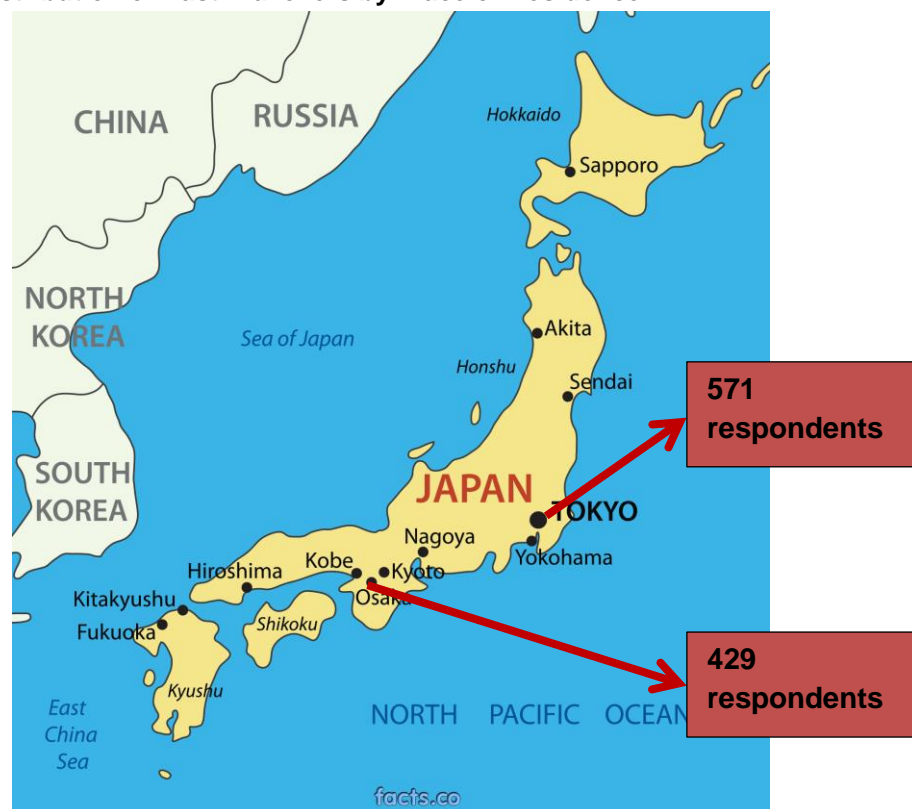 CHINA
RUSSIA
Hokkaido
Sapporo
NORTH
KOREA
Sea of Japan
Akita
Honshu
Sendai
571
respondents
SOUTH
KOREA
JAPAN
TOKYO
Nagoya
Yokohama
Kobe
Kyoto
Hiroshima
Osaka
Kitakyushu
Shikoku
Fukuoka
Kyushu
429
respondents
East
China
Sea
NORTH PACIFIC OCEAN
facts.co